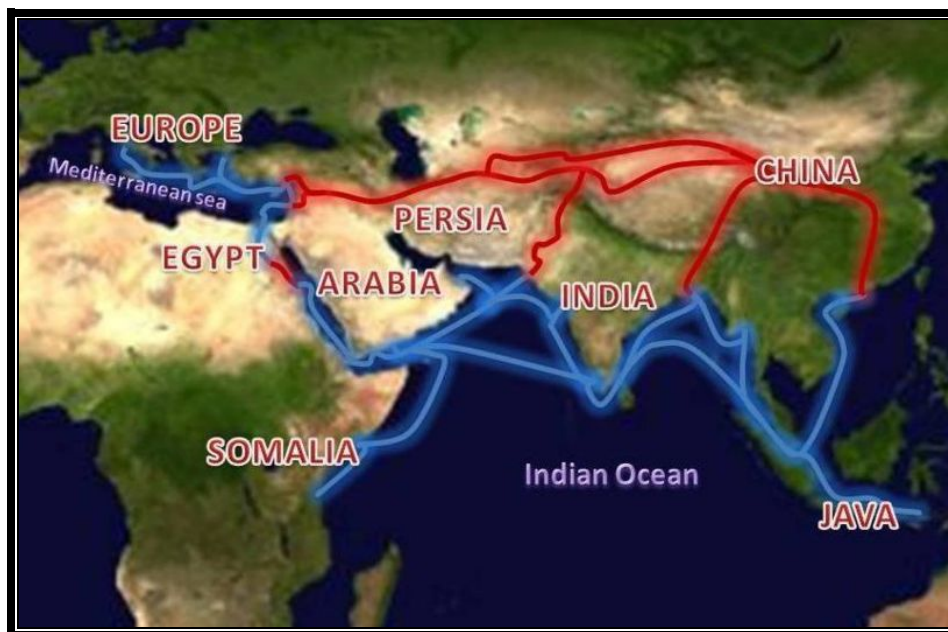 EUROPE
Mediterranean sea
CHINA
PERSIA
EGYPT
ARABIA
INDIA
SOMALIA
Indian Ocean
JAVA